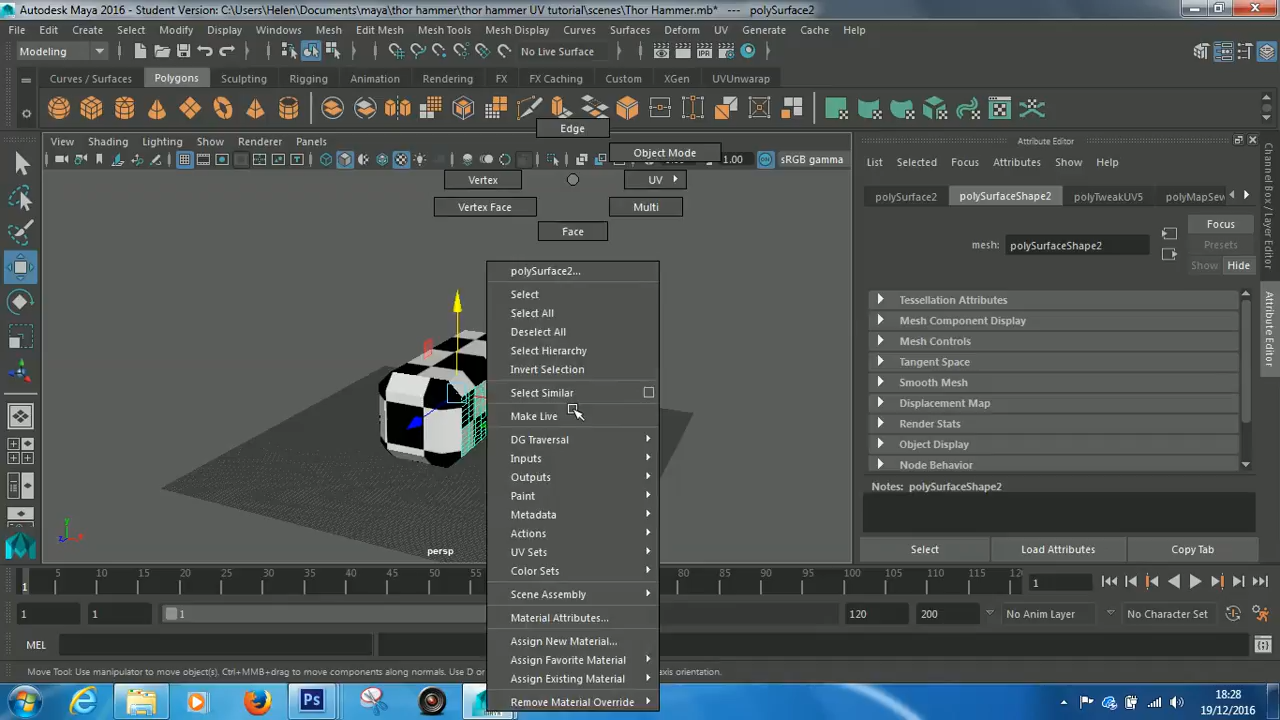 Autodesk Maya 2016 - Student Version: C:\Users\Helen\Documents\maya\thor hammer\thor hammer UV tutorial\scenes\Thor Hammer.mb* --- polySurface2...
File Edit Create Select Modify Display Windows Mesh Edit Mesh Mesh Tools Mesh Display Curves Surfaces Deform UV Generate Cache Help
Modeling No Live Surface
Curves / Surfaces Polygons Sculpting Rigging Animation Rendering FX FX Caching Custom XGen UVUnwrap
Edge
View Shading Lighting Show Renderer Panels
Object Mode
1.00 sRGB gamma
Vertex UV
Vertex Face Multi
Face
polySurface2...
Select
Select All
Deselect All
Select Hierarchy
Invert Selection
Select Similar
Make Live
DG Traversal
Inputs
Outputs
Paint
Metadata
Actions
UV Sets
Color Sets
Scene Assembly
Material Attributes...
Assign New Material...
Assign Favorite Material
Assign Existing Material
Remove Material Override
persp
y
x
z
Attribute Editor
List Selected Focus Attributes Show Help
polySurface2 polySurfaceShape2 polyTweakUV5 polyMapSew
mesh: polySurfaceShape2
Focus
Presets
Show Hide
Tessellation Attributes
Mesh Component Display
Mesh Controls
Tangent Space
Smooth Mesh
Displacement Map
Render Stats
Object Display
Node Behavior
Notes: polySurfaceShape2
Select Load Attributes Copy Tab
Channel Box / Layer Editor
Attribute Editor
1 5 10 15 20 25 30 35 40 45 50 55 80 85 90 95 100 105 110 115 120 1
1 1 1 120 200 No Anim Layer No Character Set
MEL
Move Tool: Use manipulator to move object(s). Ctrl+MMB+drag to move components along normals. Use D o
axis orientation.
Ps
18:28
19/12/2016